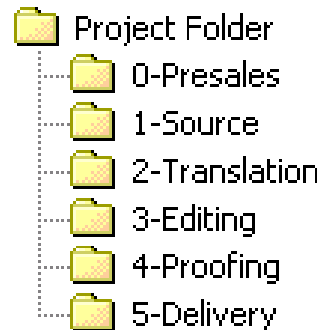 Project Folder
0-Presales
1-Source
2-Translation
3-Editing
4-Proofing
5-Delivery